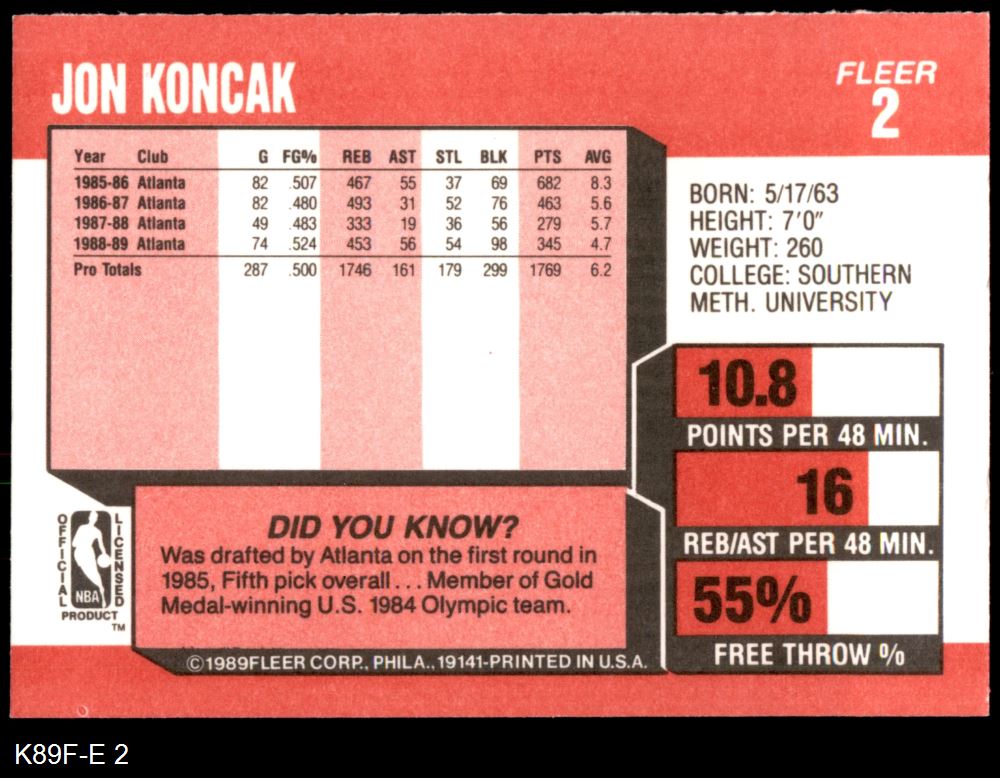 JON KONCAK
FLEER
2
Year Club G FG% REB AST STL BLK PTS AVG
1985-86 Atlanta 82 .507 467 55 37 69 682 8.3
1986-87 Atlanta 82 .480 493 31 52 76 463 5.6
1987-88 Atlanta 49 .483 333 19 36 56 279 5.7
1988-89 Atlanta 74 .524 453 56 54 98 345 4.7
Pro Totals 287 .500 1746 161 179 299 1769 6.2
BORN: 5/17/63
HEIGHT: 7'0"
WEIGHT: 260
COLLEGE: SOUTHERN
METH. UNIVERSITY
10.8
POINTS PER 48 MIN.
16
REB/AST PER 48 MIN.
55%
FREE THROW %
OFFICIAL
LICENSED
NBA
PRODUCT
TM
DID YOU KNOW?
Was drafted by Atlanta on the first round in
1985, Fifth pick overall . . . Member of Gold
Medal-winning U.S. 1984 Olympic team.
©1989FLEER CORP., PHILA., 19141-PRINTED IN U.S.A.
K89F-E 2